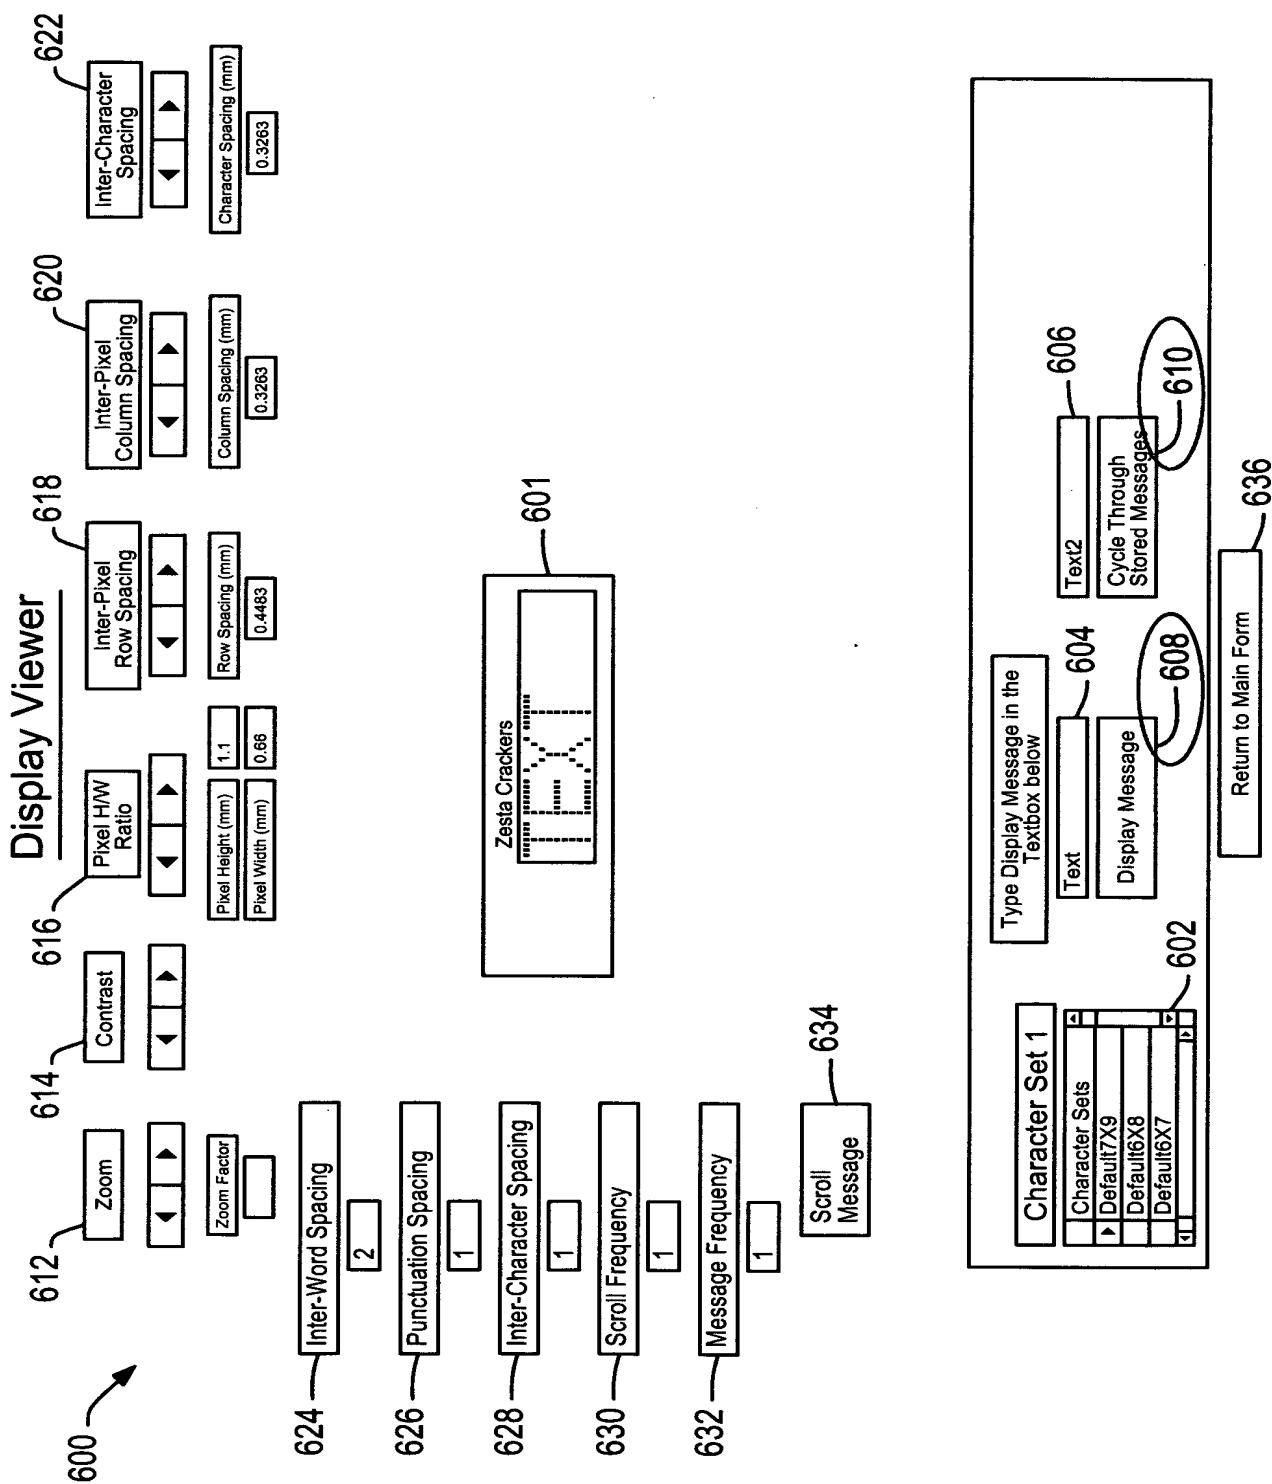 Display Viewer
600
612
Zoom
Zoom Factor
614
Contrast
616
Pixel H/W
Ratio
Pixel Height (mm)
1.1
Pixel Width (mm)
0.66
618
Inter-Pixel
Row Spacing
Row Spacing (mm)
0.4483
620
Inter-Pixel
Column Spacing
Column Spacing (mm)
0.3263
622
Inter-Character
Spacing
Character Spacing (mm)
0.3263
624
Inter-Word Spacing
2
626
Punctuation Spacing
1
628
Inter-Character Spacing
1
630
Scroll Frequency
1
632
Message Frequency
1
634
Scroll
Message
601
Zesta Crackers
TEXT
Character Set 1
Character Sets
Default7X9
Default6X8
Default6X7
602
Type Display Message in the
Textbox below
Text
604
Display Message
608
Text2
606
Cycle Through
Stored Messages
610
Return to Main Form
636